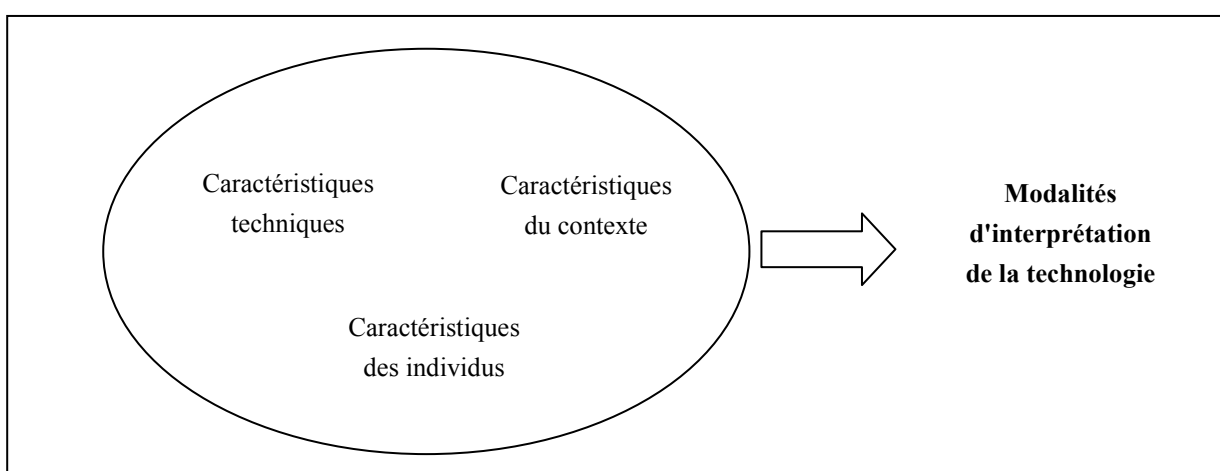 Caractéristiques
techniques
Caractéristiques
du contexte
Caractéristiques
des individus
Modalités
d'interprétation
de la technologie